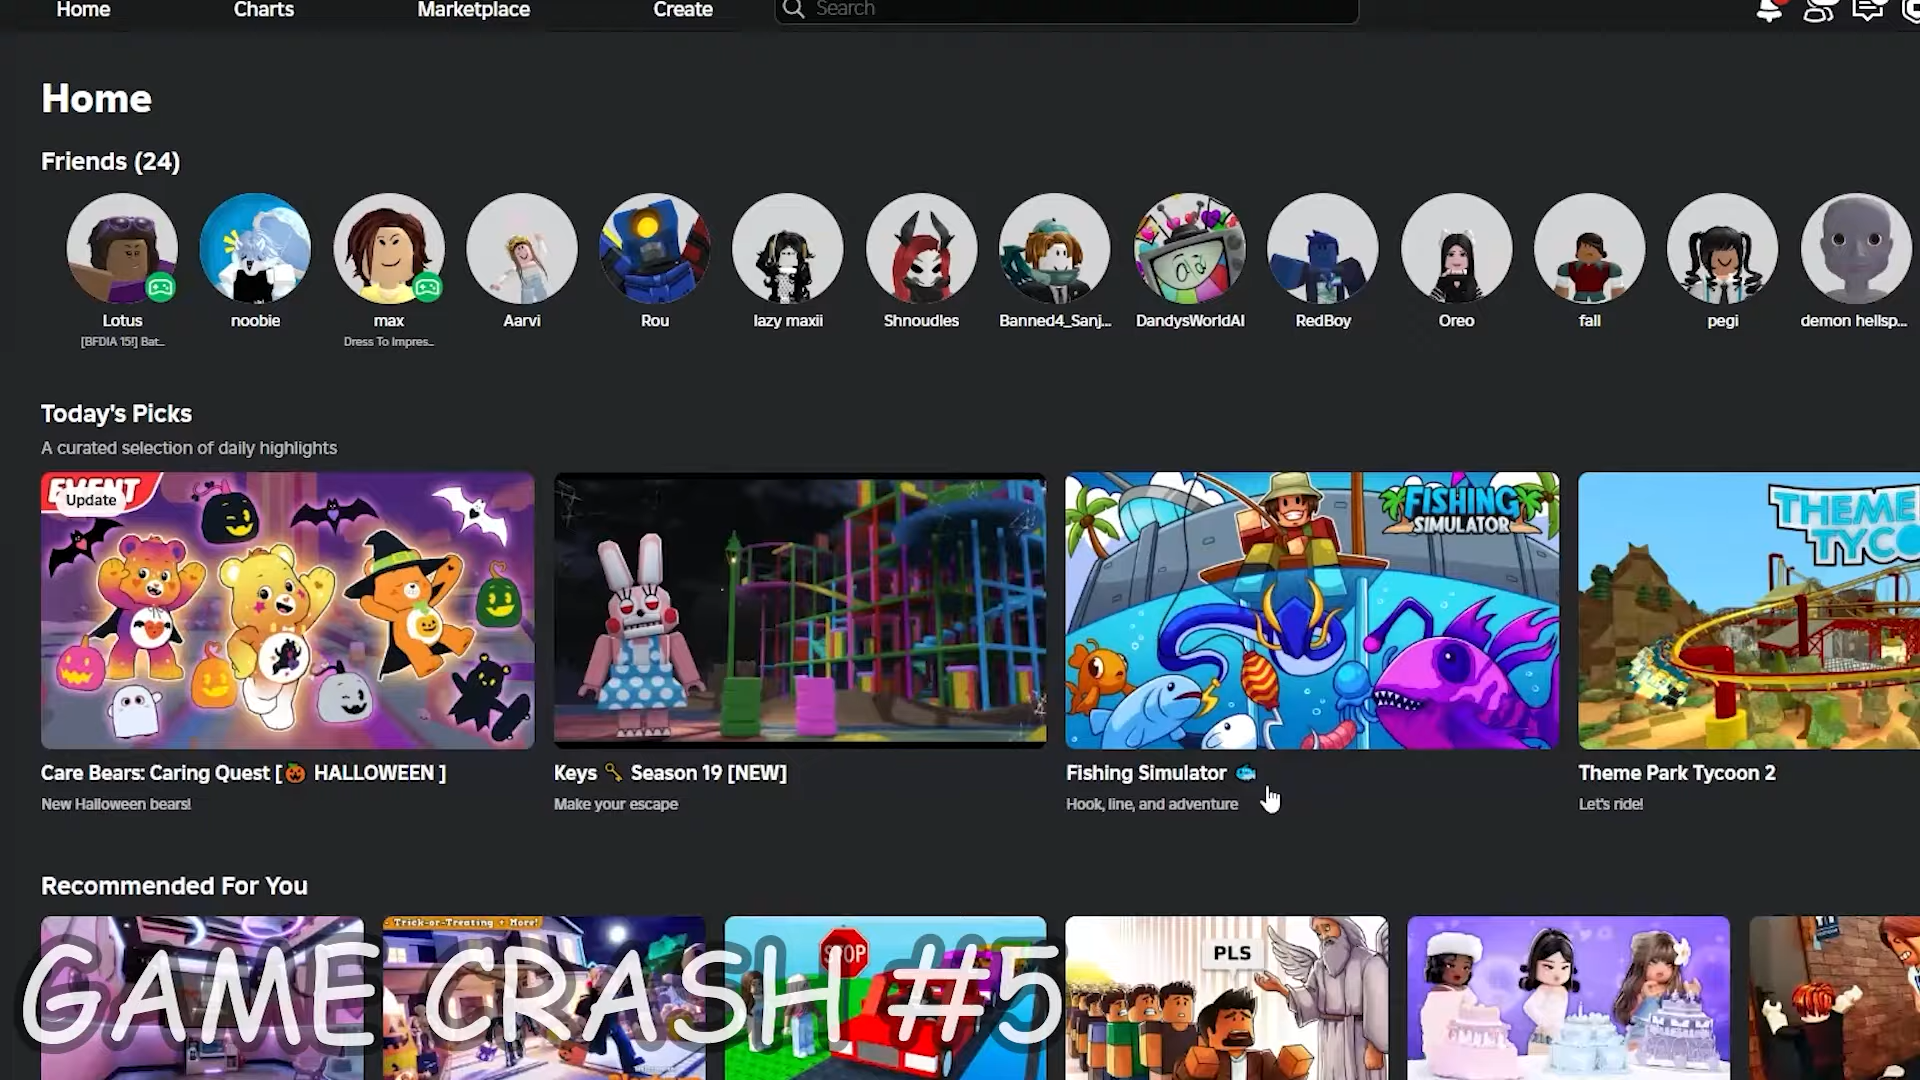 Home Charts Marketplace Create Search
Home
Friends (24)
Lotus noobie max Aarvi Rou lazy maxii Shnoudles Banned4_Sanj... DandysWorldAI RedBoy Oreo fall pegi demon hellsp...
[BFDIA 15!] Bat... Dress To Impres...
Today's Picks
A curated selection of daily highlights
EVENT
Update
FISHING
SIMULATOR
THEME
TYCO
Care Bears: Caring Quest [🎃 HALLOWEEN ] Keys 🗝️ Season 19 [NEW] Fishing Simulator 🐟 Theme Park Tycoon 2
New Halloween bears! Make your escape Hook, line, and adventure Let's ride!
Recommended For You
- Trick-or-Treating + More!
STOP
PLS
GAME CRASH #5